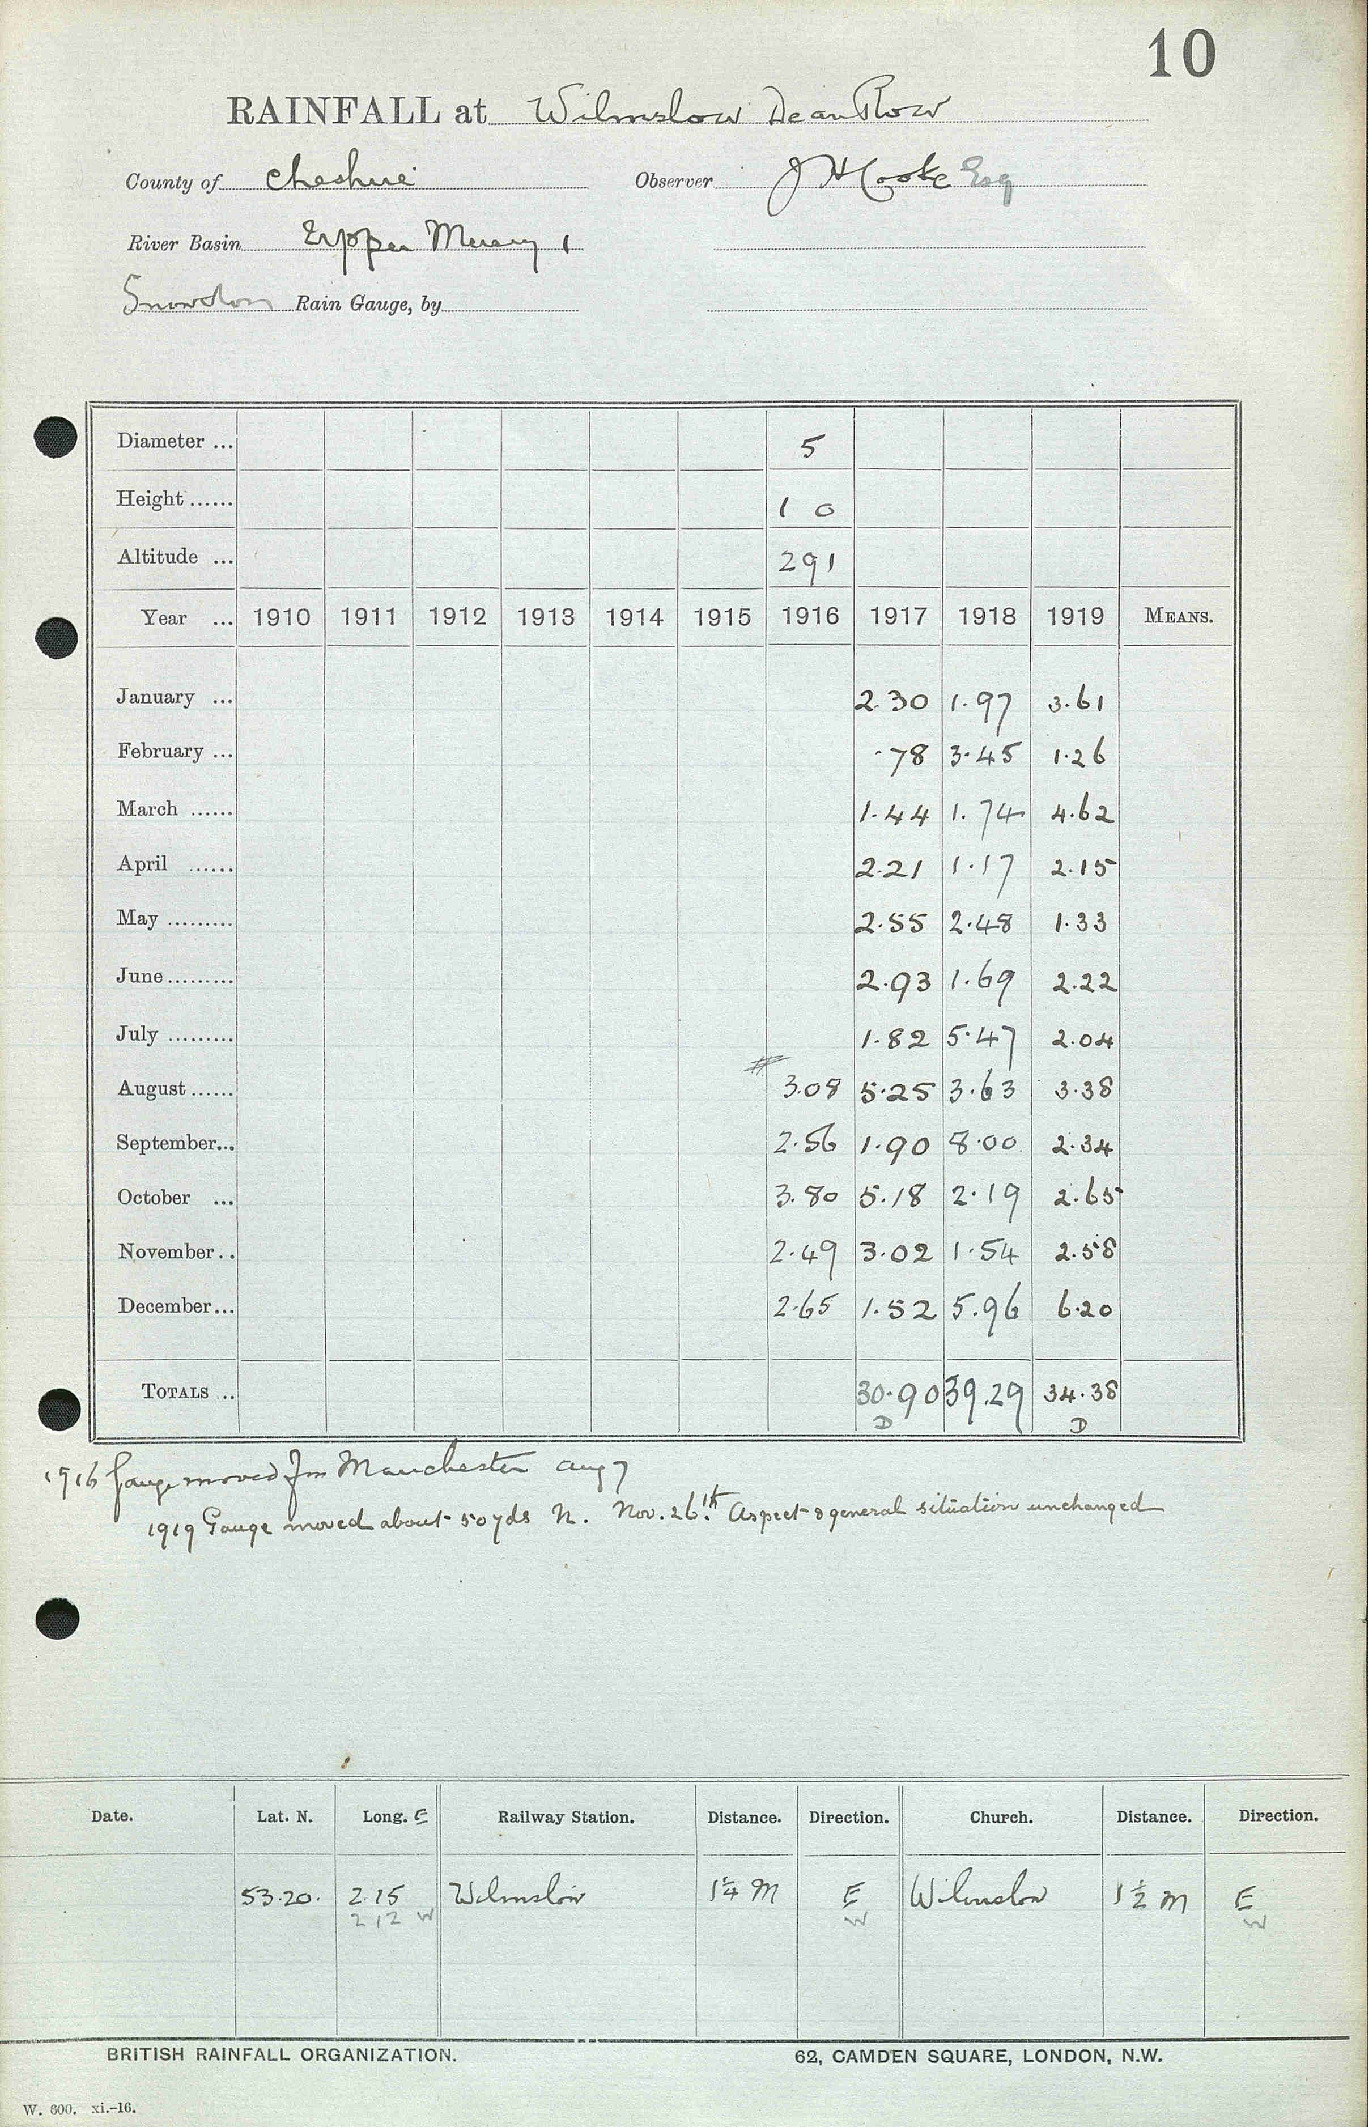 10
RAINFALL at Wilmslow Dean Row
County of Cheshire Observer J H Cooke Esq
River Basin Upper Mersey 1
Snowdon Rain Gauge, by
Diameter ... 5
Height ...... 1 0
Altitude ... 291
Year ... 1910 1911 1912 1913 1914 1915 1916 1917 1918 1919 MEANS.
January ... 2.30 1.97 3.61
February ... .78 3.45 1.26
March ...... 1.44 1.74 4.62
April ...... 2.21 1.17 2.15
May ......... 2.55 2.48 1.33
June ......... 2.93 1.69 2.22
July ......... 1.82 5.47 2.04
August ...... 3.08 5.25 3.63 3.38
September... 2.56 1.90 8.00 2.34
October ... 3.80 5.18 2.19 2.65
November.. 2.49 3.02 1.54 2.58
December... 2.65 1.52 5.96 6.20
TOTALS .. 30.90 39.29 34.38
D D
1916 Gauge moved fm Manchester Aug 7
1919 Gauge moved about 50 yds N. Nov. 26th. Aspect & general situation unchanged
Date. Lat. N. Long. E Railway Station. Distance. Direction. Church. Distance. Direction.
53.20. 2 15 Wilmslow 1¼ M E Wilmslow 1½ M E
2 12 W W W
BRITISH RAINFALL ORGANIZATION. 62, CAMDEN SQUARE, LONDON, N.W.
W. 600. xi.-16.